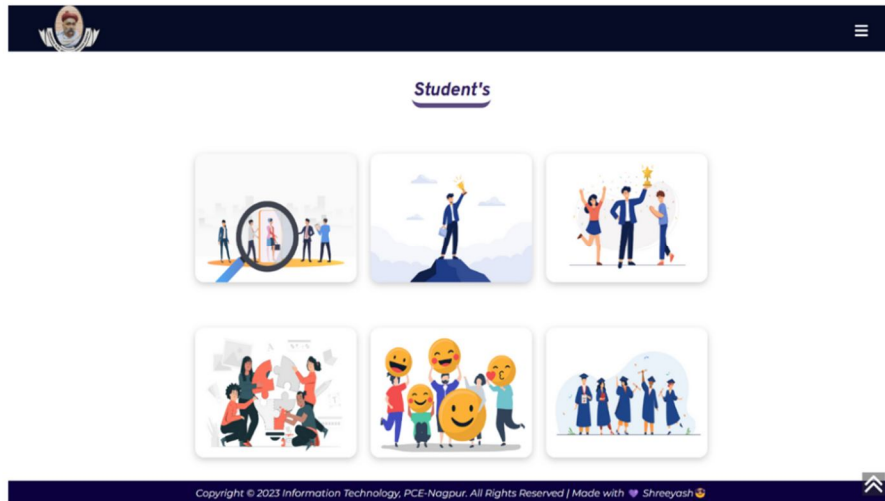 Student's
Copyright © 2023 Information Technology, PCE-Nagpur. All Rights Reserved | Made with 💜 Shreeyash😍